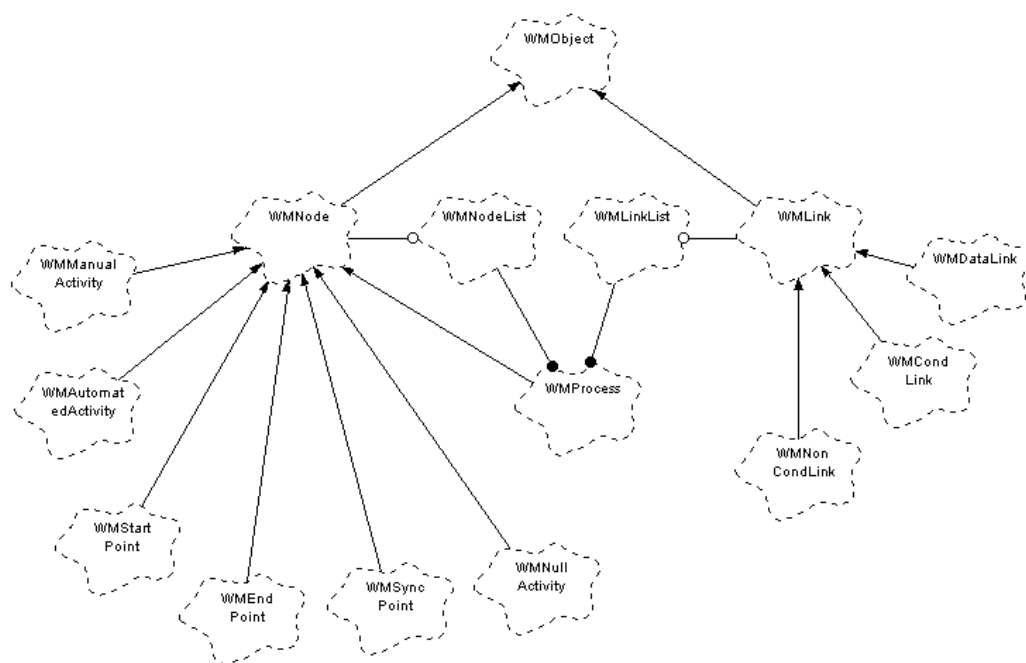 WMObject
WMNode
WMNodeList
WMLinkList
WMLink
WMManual
Activity
WMDataLink
WMAutomat
edActivity
WMProcess
WMCond
Link
WMNon
CondLink
WMStart
Point
WMEnd
Point
WMSync
Point
WMNull
Activity